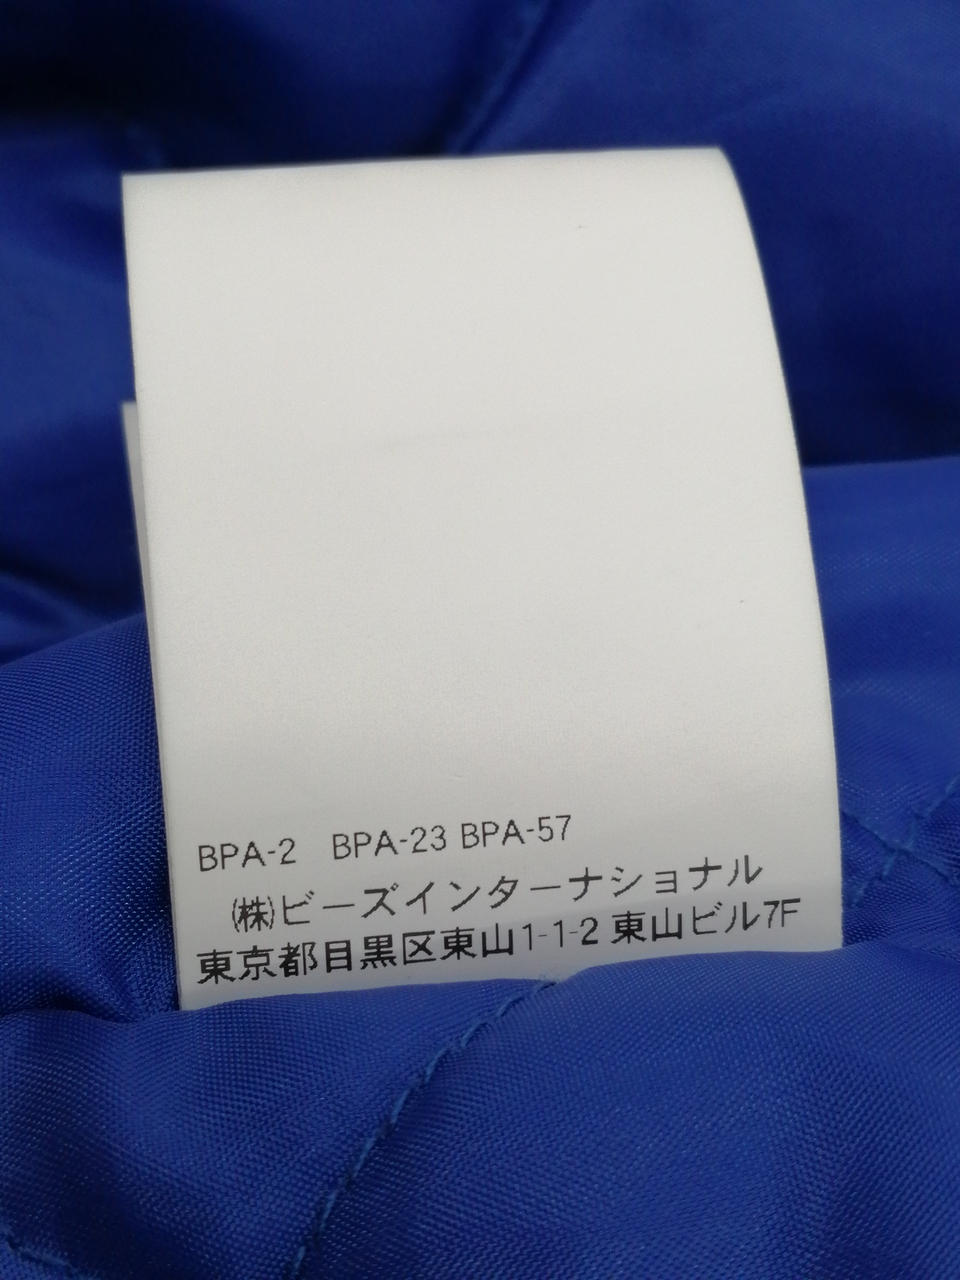 BPA-2 BPA-23 BPA-57
㈱ビーズインターナショナル
東京都目黒区東山1-1-2 東山ビル7F